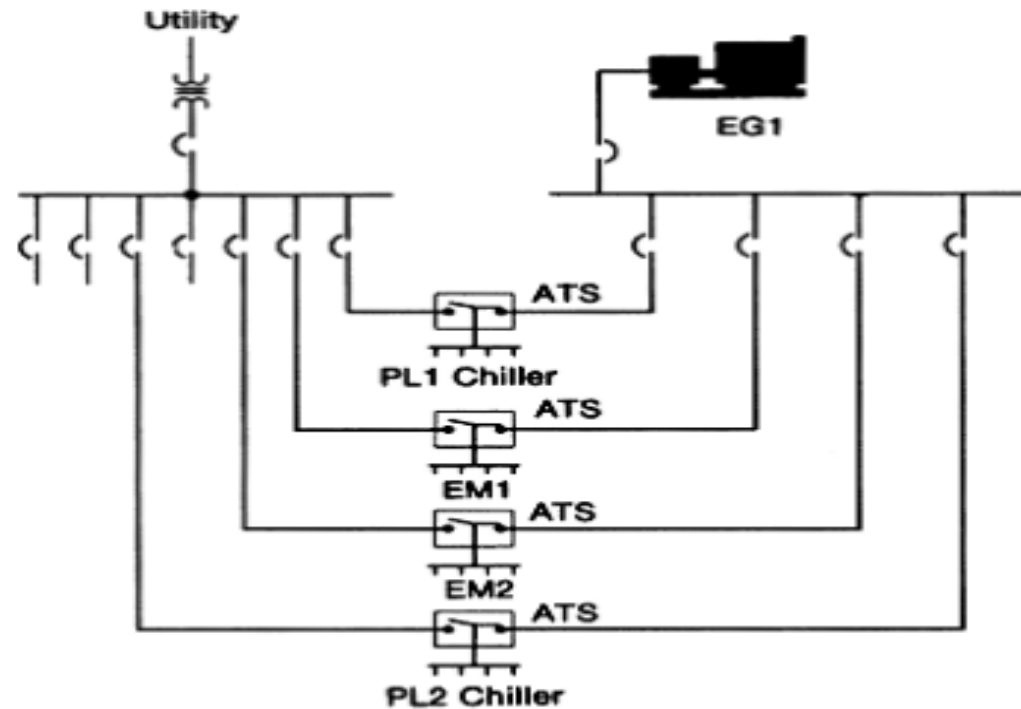 Utility
EG1
ATS
PL1 Chiller
ATS
EM1
ATS
EM2
ATS
PL2 Chiller